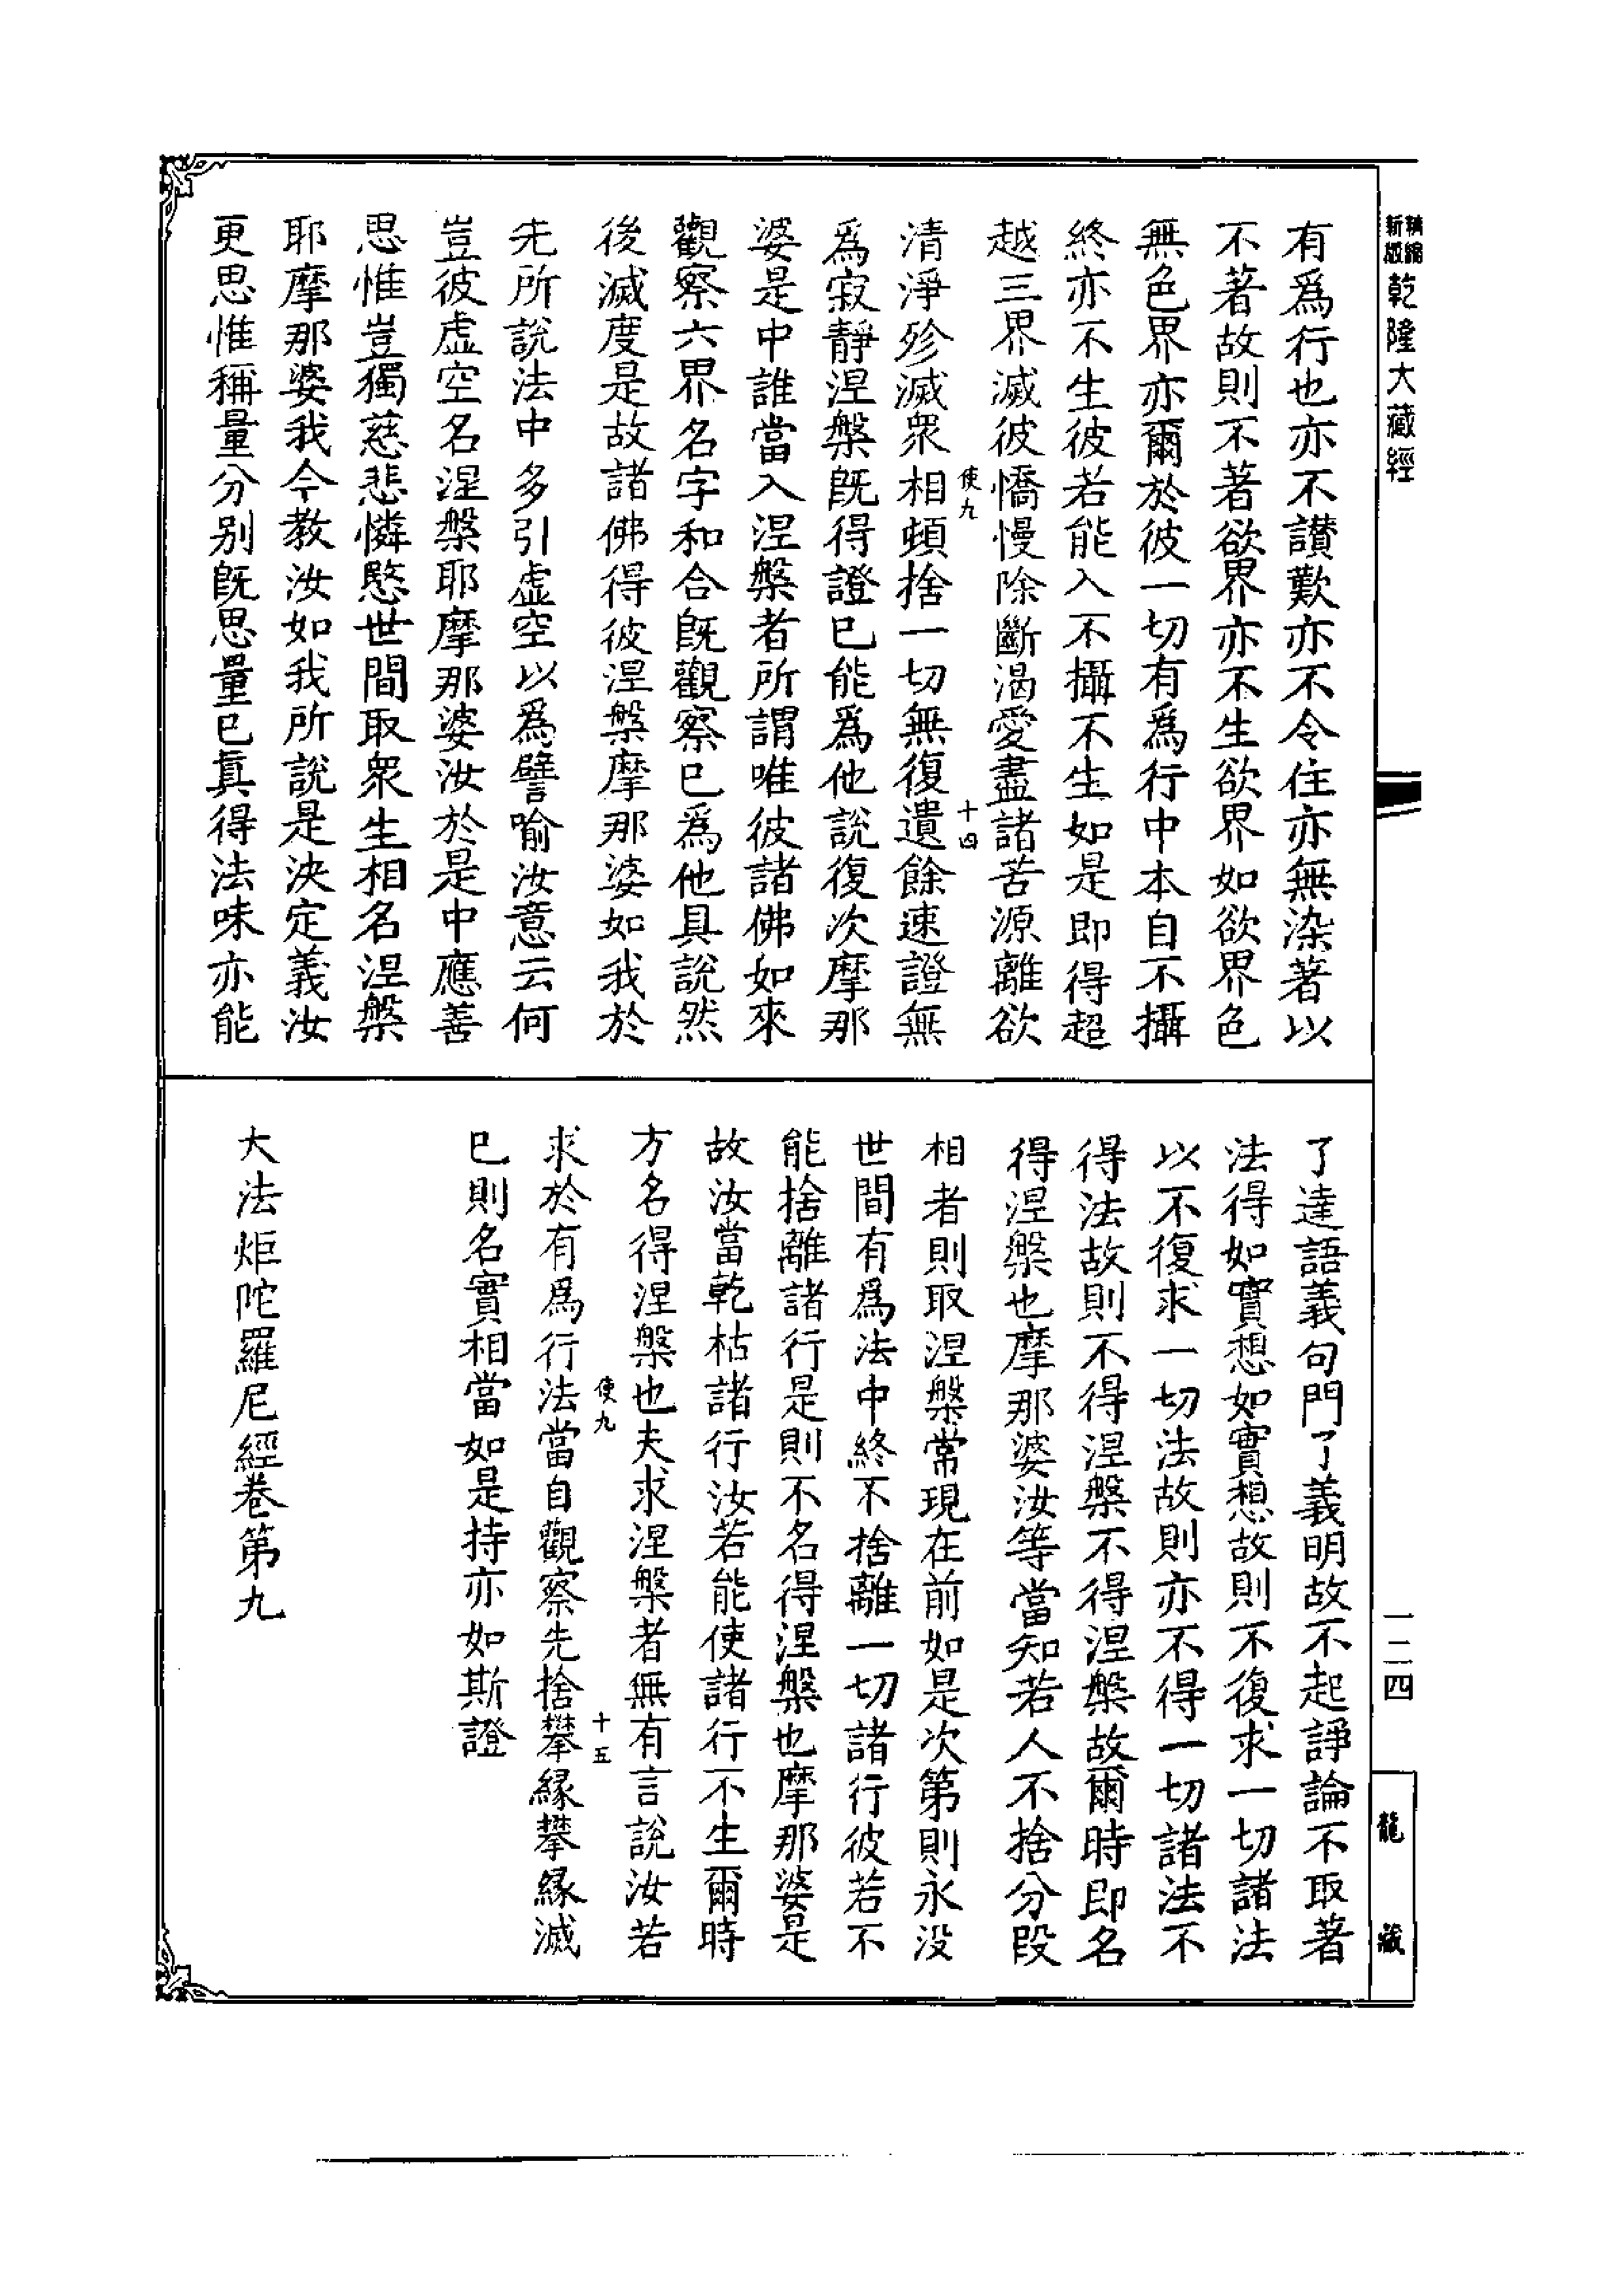 精編
新版
乾隆大藏經
有爲行也亦不讃歎亦不令住亦無染著以
不著故則不著欲界亦不生欲界如欲界色
無色界亦爾於彼一切有爲行中本自不攝
終亦不生彼若能入不攝不生如是即得超
越三界滅彼憍慢除斷渴愛盡諸苦源離欲
使九
十四
清淨殄滅衆相頓捨一切無復遺餘速證無
爲寂靜涅槃旣得證已能爲他說復次摩那
婆是中誰當入涅槃者所謂唯彼諸佛如來
觀察六界名字和合旣觀察已爲他具說然
後滅度是故諸佛得彼涅槃摩那婆如我於
先所說法中多引虛空以爲譬喻汝意云何
豈彼虛空名涅槃耶摩那婆汝於是中應善
思惟豈獨慈悲憐愍世間取衆生相名涅槃
耶摩那婆我今教汝如我所說是決定義汝
更思惟稱量分別旣思量已真得法味亦能
了達語義句門了義明故不起諍論不取著
法得如實想如實想故則不復求一切諸法
以不復求一切法故則亦不得一切諸法不
得法故則不得涅槃不得涅槃故爾時即名
得涅槃也摩那婆汝等當知若人不捨分段
相者則取涅槃常現在前如是次第則永没
世間有爲法中終不捨離一切諸行彼若不
能捨離諸行是則不名得涅槃也摩那婆是
故汝當乾枯諸行汝若能使諸行不生爾時
方名得涅槃也夫求涅槃者無有言說汝若
使九
十五
求於有爲行法當自觀察先捨攀緣攀緣滅
已則名實相當如是持亦如斯證
大法炬陀羅尼經卷第九
一二四
龍藏